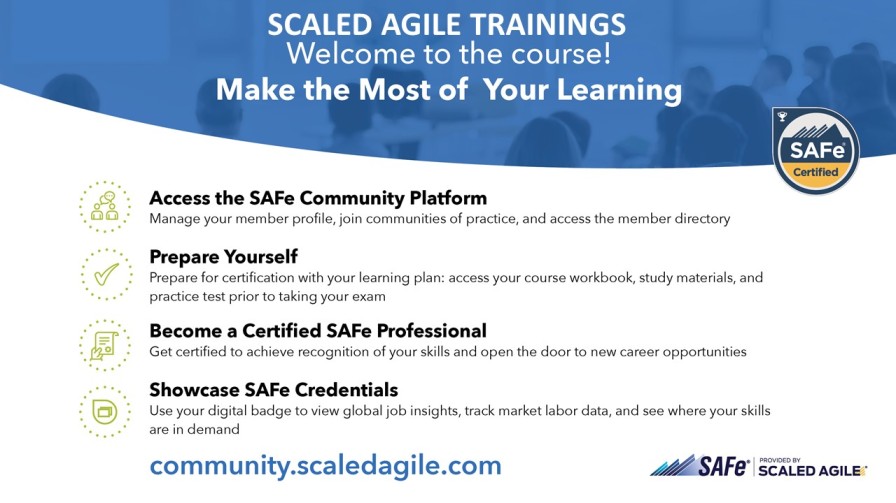 SCALED AGILE TRAININGS
Welcome to the course!
Make the Most of Your Learning
SAFe®
Certified
Access the SAFe Community Platform
Manage your member profile, join communities of practice, and access the member directory
Prepare Yourself
Prepare for certification with your learning plan: access your course workbook, study materials, and
practice test prior to taking your exam
Become a Certified SAFe Professional
Get certified to achieve recognition of your skills and open the door to new career opportunities
Showcase SAFe Credentials
Use your digital badge to view global job insights, track market labor data, and see where your skills
are in demand
community.scaledagile.com
SAFe®
PROVIDED BY
SCALED AGILE